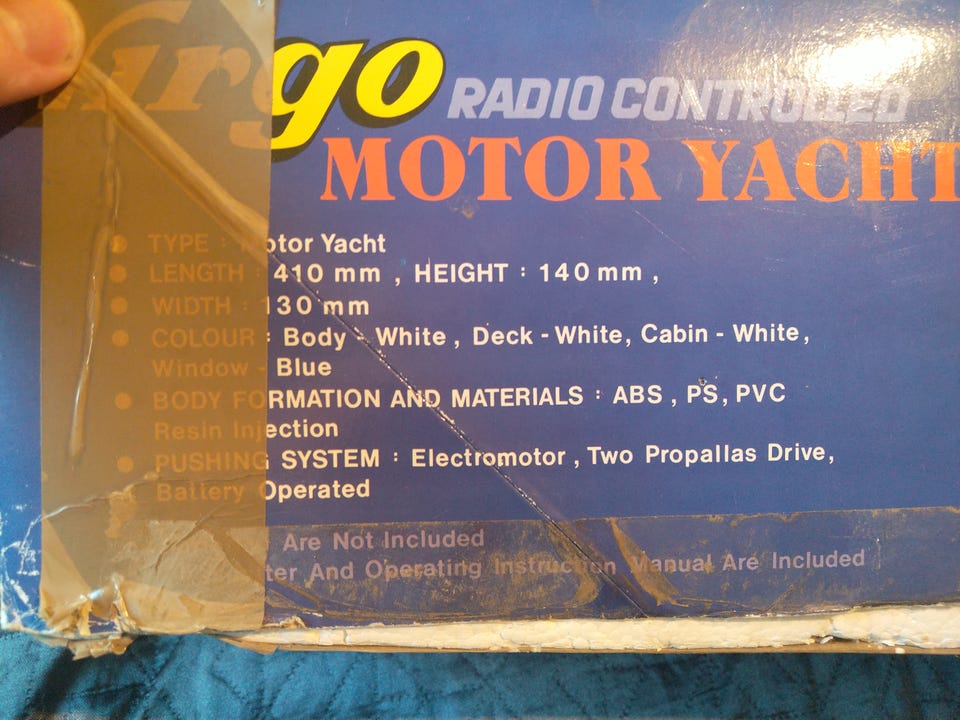 go RADIO CONTROLLED
MOTOR YACHT
● TYPE : Motor Yacht
● LENGTH : 410 mm , HEIGHT : 140 mm ,
● WIDTH : 130 mm
● COLOUR : Body - White , Deck - White, Cabin - White,
Window - Blue
● BODY FORMATION AND MATERIALS : ABS , PS, PVC
Resin Injection
● PUSHING SYSTEM : Electromotor , Two Propallas Drive,
Battery Operated
Are Not Included
ter And Operating Instruction Manual Are Included